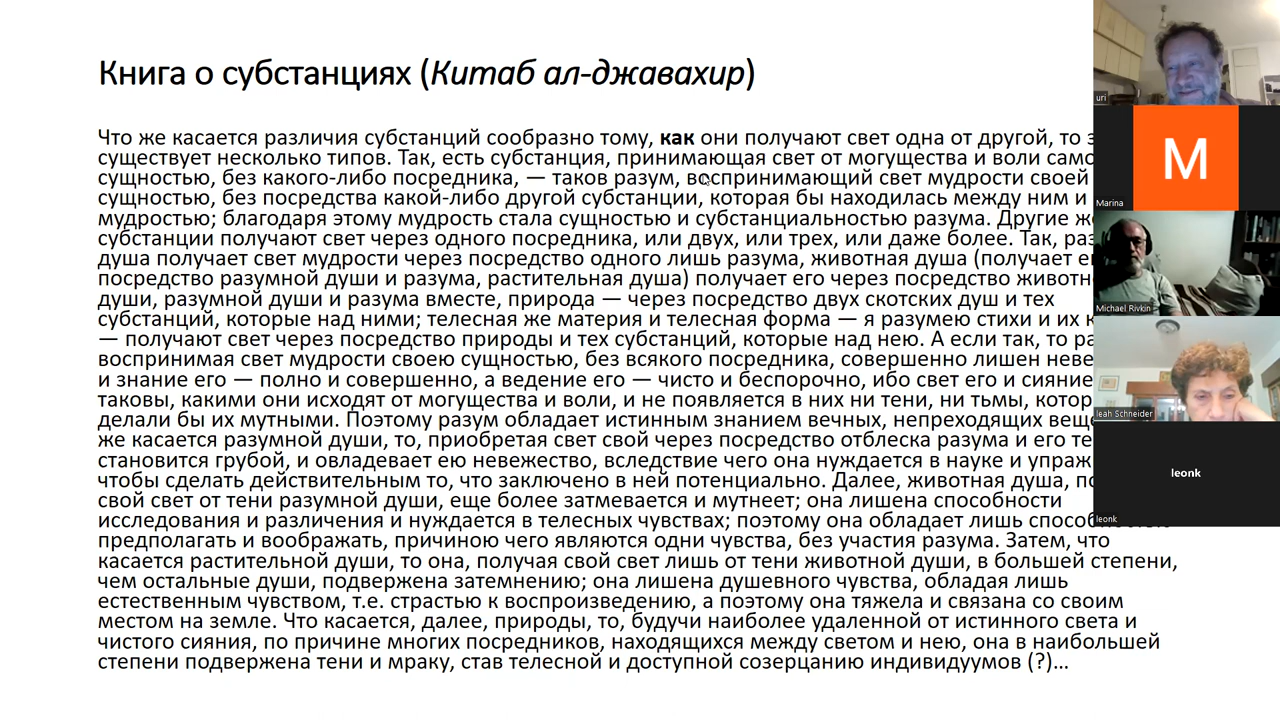 Книга о субстанциях (Китаб ал-джавахир)
Что же касается различия субстанций сообразно тому, как они получают свет одна от другой, то
существует несколько типов. Так, есть субстанция, принимающая свет от могущества и воли
сущностью, без какого-либо посредника, — таков разум, воспринимающий свет мудрости своей
сущностью, без посредства какой-либо другой субстанции, которая бы находилась между ним и
мудростью; благодаря этому мудрость стала сущностью и субстанциальностью разума. Другие
субстанции получают свет через одного посредника, или двух, или трех, или даже более. Так,
душа получает свет мудрости через посредство одного лишь разума, животная душа (получает
посредство разумной души и разума, растительная душа) получает его через посредство
души, разумной души и разума вместе, природа — через посредство двух скотских душ и тех
субстанций, которые над ними; телесная же материя и телесная форма — я разумею стихи и их
— получают свет через посредство природы и тех субстанций, которые над нею. А если так, то
воспринимая свет мудрости своею сущностью, без всякого посредника, совершенно лишен
и знание его — полно и совершенно, а ведение его — чисто и беспорочно, ибо свет его и сияние
таковы, какими они исходят от могущества и воли, и не появляется в них ни тени, ни тьмы,
делали бы их мутными. Поэтому разум обладает истинным знанием вечных, непреходящих
же касается разумной души, то, приобретая свет свой через посредство отблеска разума и его
становится грубой, и овладевает ею невежество, вследствие чего она нуждается в науке и
чтобы сделать действительным то, что заключено в ней потенциально. Далее, животная душа,
свой свет от тени разумной души, еще более затмевается и мутнеет; она лишена способности
исследования и различения и нуждается в телесных чувствах; поэтому она обладает лишь
предполагать и воображать, причиною чего являются одни чувства, без участия разума. Затем, что
касается растительной души, то она, получая свой свет лишь от тени животной души, в большей степени,
чем остальные души, подвержена затемнению; она лишена душевного чувства, обладая лишь
естественным чувством, т.е. страстью к воспроизведению, а поэтому она тяжела и связана со своим
местом на земле. Что касается, далее, природы, то, будучи наиболее удаленной от истинного света и
чистого сияния, по причине многих посредников, находящихся между светом и нею, она в наибольшей
степени подвержена тени и мраку, став телесной и доступной созерцанию индивидуумов (?)...
uri
M
Marina
Michael Rivkin
leah Schneider
leonk
leonk